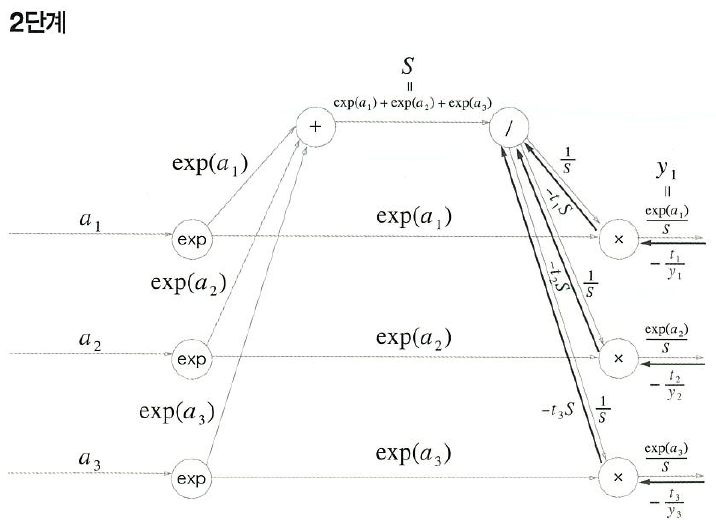 2단계
S
=
exp(a₁) + exp(a₂) + exp(a₃)
+
/
exp(a₁)
1/S
-t₁S
y₁
=
exp(a₁)/S
a₁
exp
exp(a₁)
×
- t₁/y₁
exp(a₂)
-t₂S
1/S
a₂
exp
exp(a₂)
×
exp(a₂)/S
- t₂/y₂
exp(a₃)
-t₃S
1/S
a₃
exp
exp(a₃)
×
exp(a₃)/S
- t₃/y₃